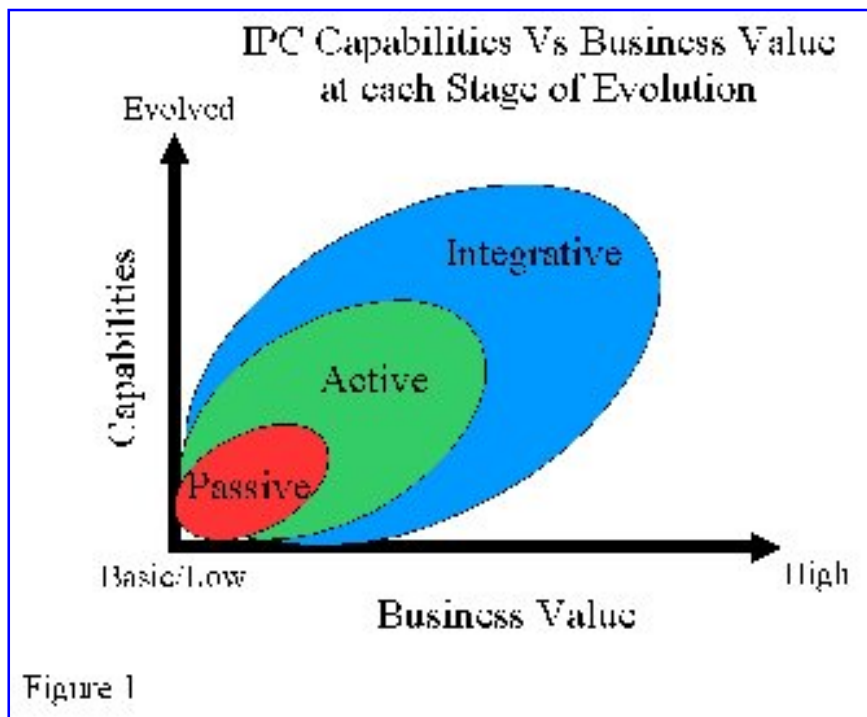 IPC Capabilities Vs Business Value
at each Stage of Evolution
Evolved
Integrative
Capabilities
Active
Passive
Basic/Low
High
Business Value
Figure 1